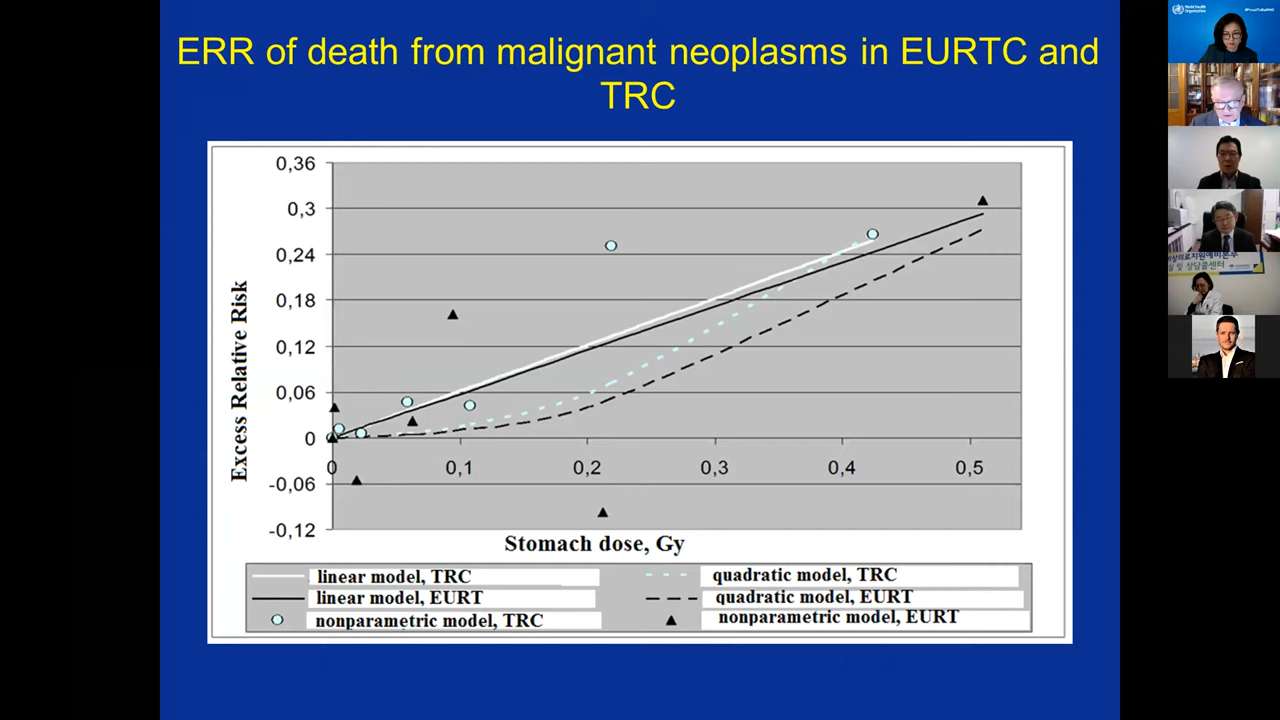 ERR of death from malignant neoplasms in EURTC and
TRC
0,36
0,3
0,24
0,18
0,12
0,06
0
-0,06
-0,12
0
0,1
0,2
0,3
0,4
0,5
Excess Relative Risk
Stomach dose, Gy
linear model, TRC
quadratic model, TRC
linear model, EURT
quadratic model, EURT
nonparametric model, TRC
nonparametric model, EURT
World Health
Organization